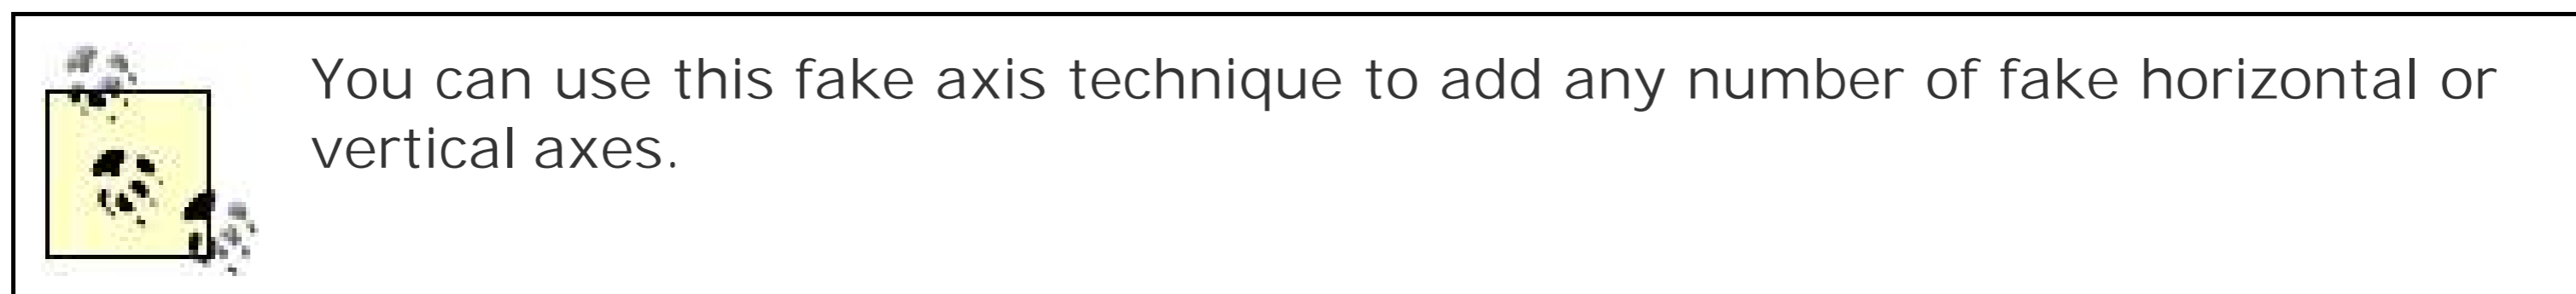 You can use this fake axis technique to add any number of fake horizontal or
vertical axes.